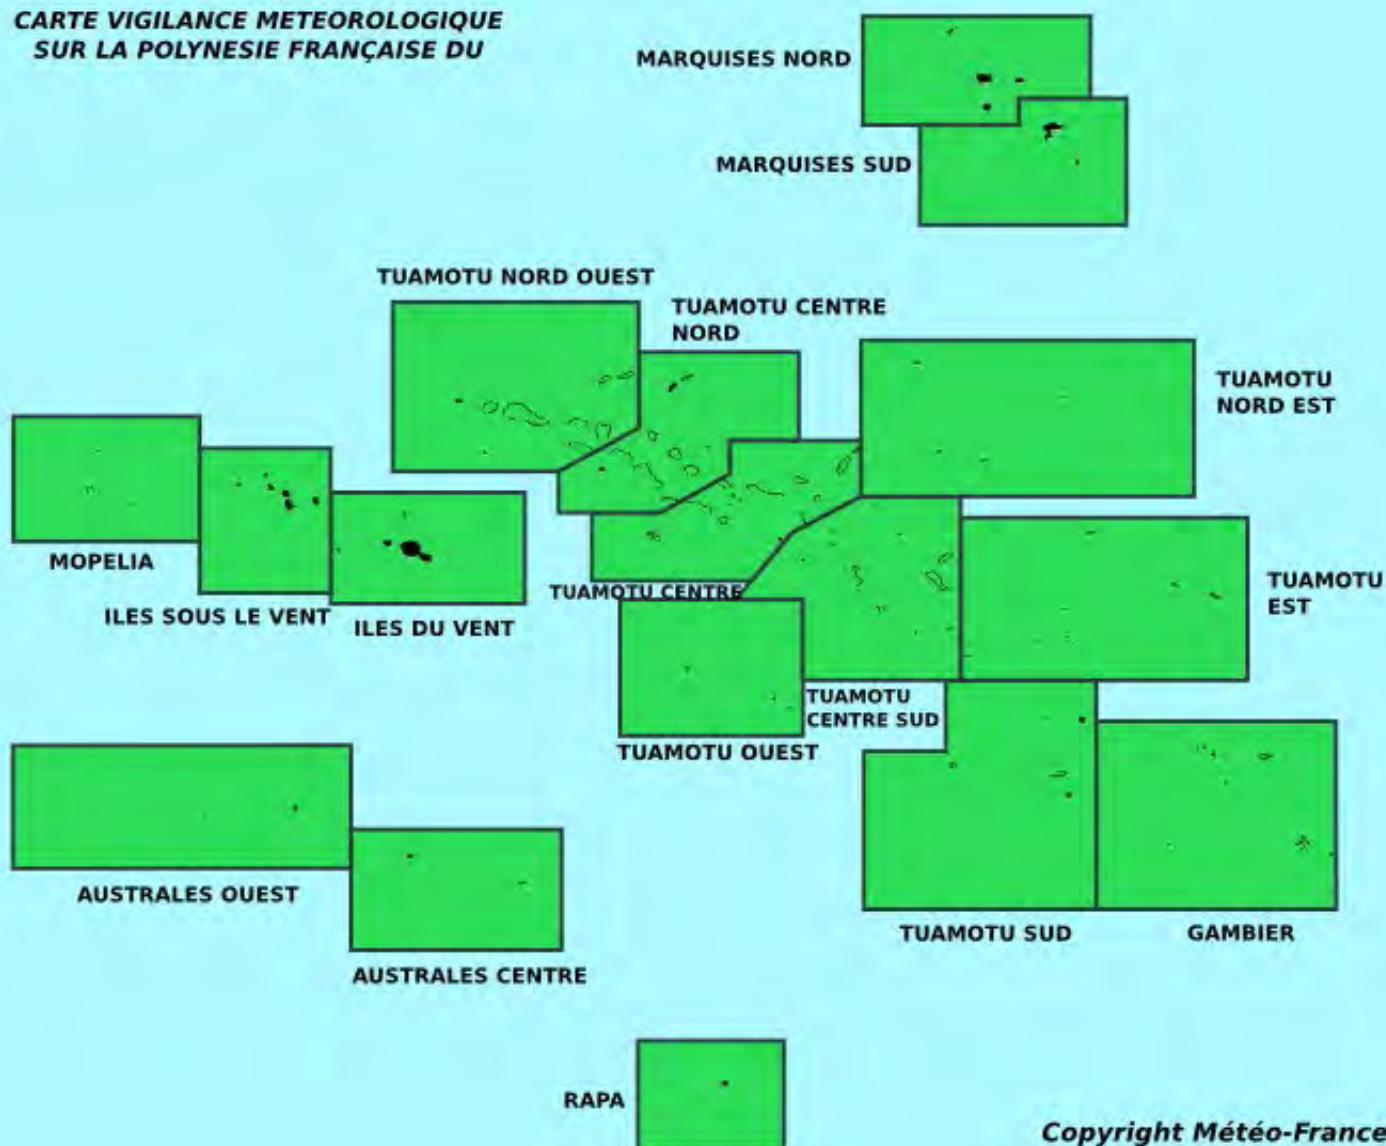 CARTE VIGILANCE METEOROLOGIQUE
SUR LA POLYNESIE FRANÇAISE DU
MARQUISES NORD
MARQUISES SUD
TUAMOTU NORD OUEST
TUAMOTU CENTRE
NORD
TUAMOTU
NORD EST
MOPELIA
ILES SOUS LE VENT
ILES DU VENT
TUAMOTU CENTRE
TUAMOTU
EST
TUAMOTU
CENTRE SUD
TUAMOTU OUEST
AUSTRALES OUEST
AUSTRALES CENTRE
TUAMOTU SUD
GAMBIER
RAPA
Copyright Météo-France